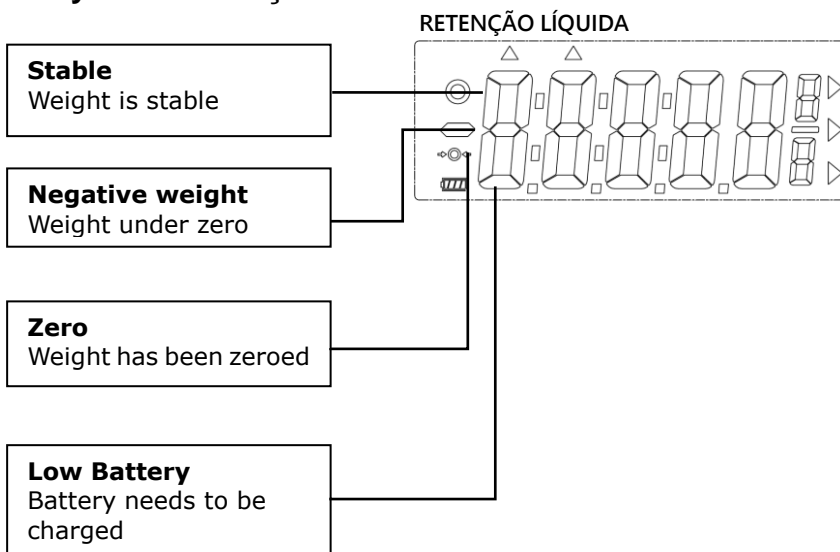 RETENÇÃO LÍQUIDA
Stable
Weight is stable
Negative weight
Weight under zero
Zero
Weight has been zeroed
Low Battery
Battery needs to be
charged